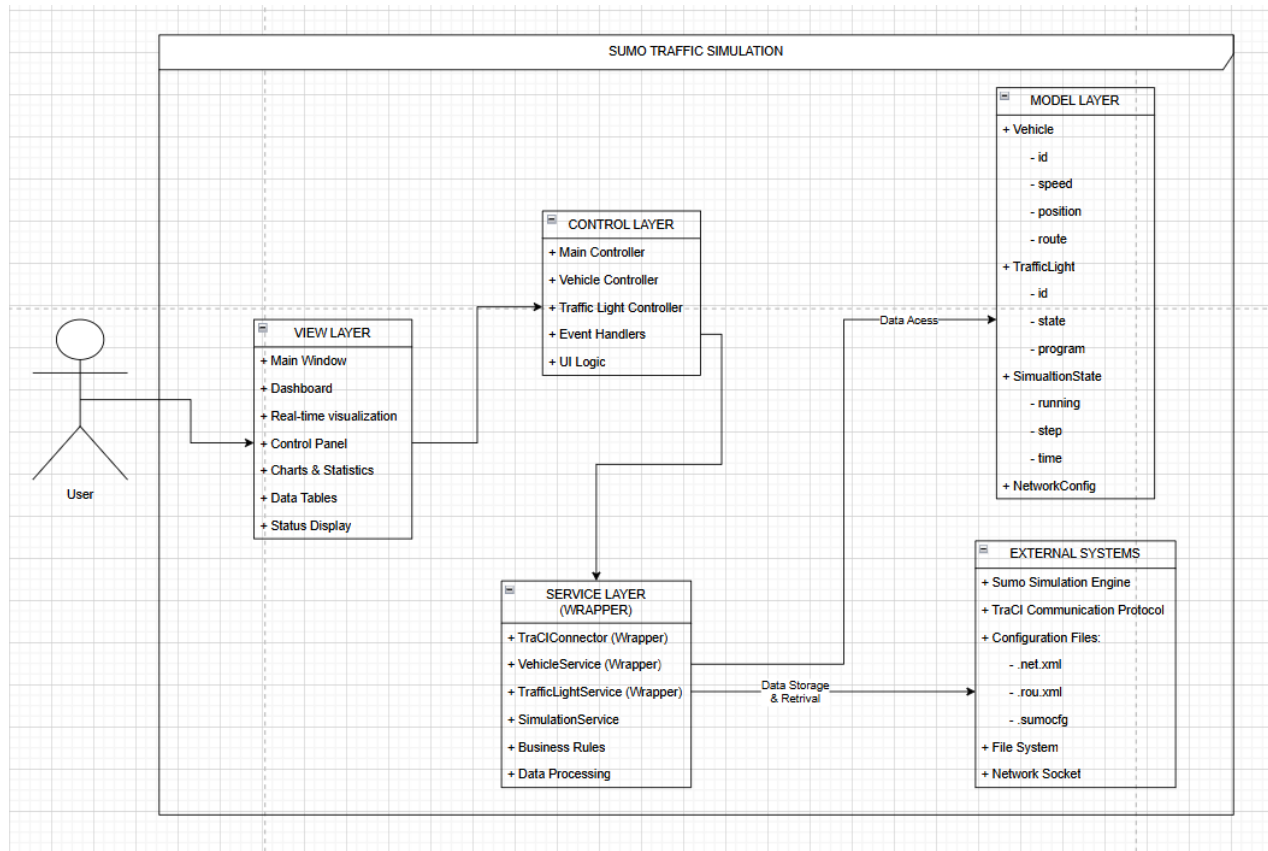 SUMO TRAFFIC SIMULATION
User
VIEW LAYER
+ Main Window
+ Dashboard
+ Real-time visualization
+ Control Panel
+ Charts & Statistics
+ Data Tables
+ Status Display
CONTROL LAYER
+ Main Controller
+ Vehicle Controller
+ Traffic Light Controller
+ Event Handlers
+ UI Logic
SERVICE LAYER
(WRAPPER)
+ TraCIConnector (Wrapper)
+ VehicleService (Wrapper)
+ TrafficLightService (Wrapper)
+ SimulationService
+ Business Rules
+ Data Processing
Data Acess
Data Storage
& Retrival
MODEL LAYER
+ Vehicle
- id
- speed
- position
- route
+ TrafficLight
- id
- state
- program
+ SimualtionState
- running
- step
- time
+ NetworkConfig
EXTERNAL SYSTEMS
+ Sumo Simulation Engine
+ TraCI Communication Protocol
+ Configuration Files:
- .net.xml
- .rou.xml
- .sumocfg
+ File System
+ Network Socket